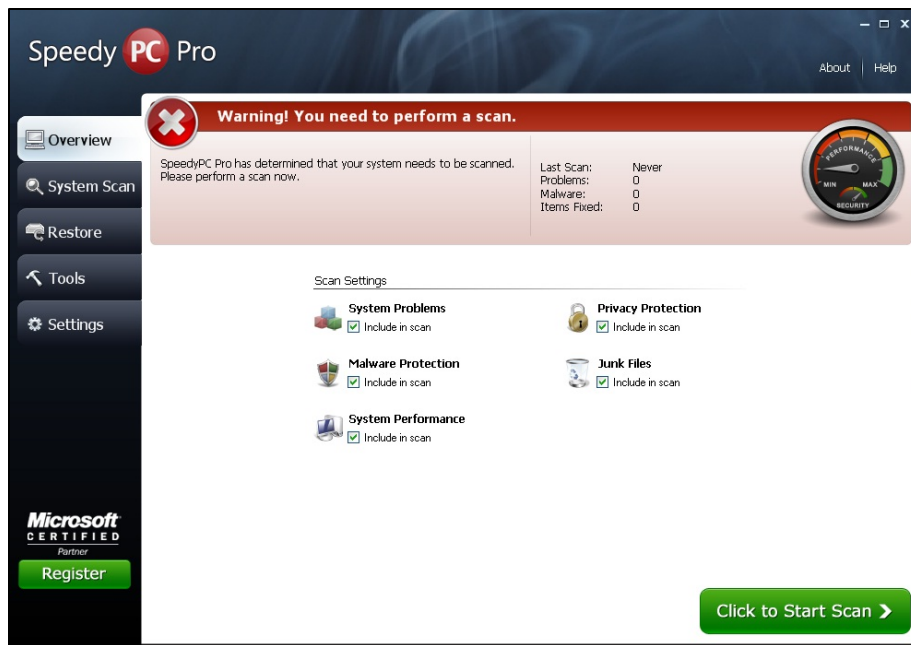 Speedy PC Pro
About | Help
Overview
System Scan
Restore
Tools
Settings
Microsoft
CERTIFIED
Partner
Register
Warning! You need to perform a scan.
SpeedyPC Pro has determined that your system needs to be scanned.
Please perform a scan now.
Last Scan: Never
Problems: 0
Malware: 0
Items Fixed: 0
PERFORMANCE
MIN MAX
SECURITY
Scan Settings
System Problems
Include in scan
Privacy Protection
Include in scan
Malware Protection
Include in scan
Junk Files
Include in scan
System Performance
Include in scan
Click to Start Scan